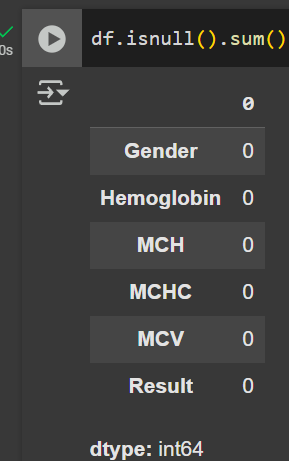 df.isnull().sum()
0s
0
Gender 0
Hemoglobin 0
MCH 0
MCHC 0
MCV 0
Result 0
dtype: int64